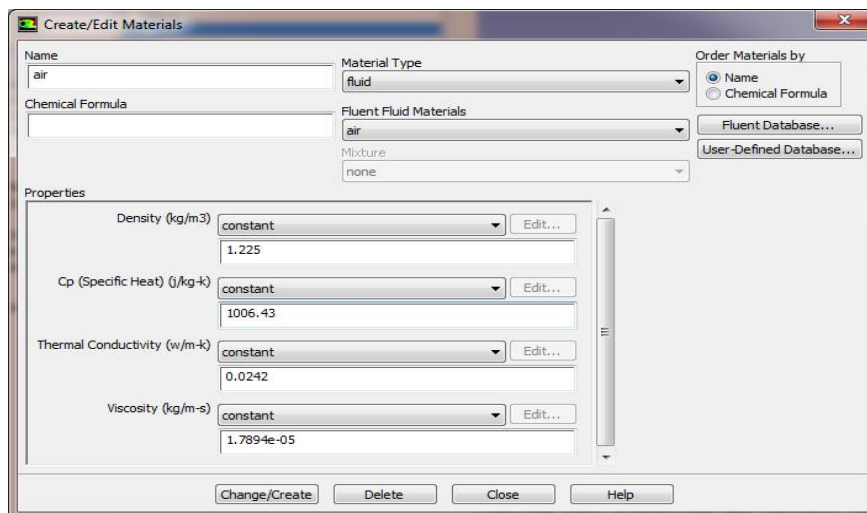 Create/Edit Materials
Name
air
Chemical Formula
Material Type
fluid
Fluent Fluid Materials
air
Mixture
none
Order Materials by
Name
Chemical Formula
Fluent Database...
User-Defined Database...
Properties
Density (kg/m3) constant Edit...
1.225
Cp (Specific Heat) (j/kg-k) constant Edit...
1006.43
Thermal Conductivity (w/m-k) constant Edit...
0.0242
Viscosity (kg/m-s) constant Edit...
1.7894e-05
Change/Create Delete Close Help